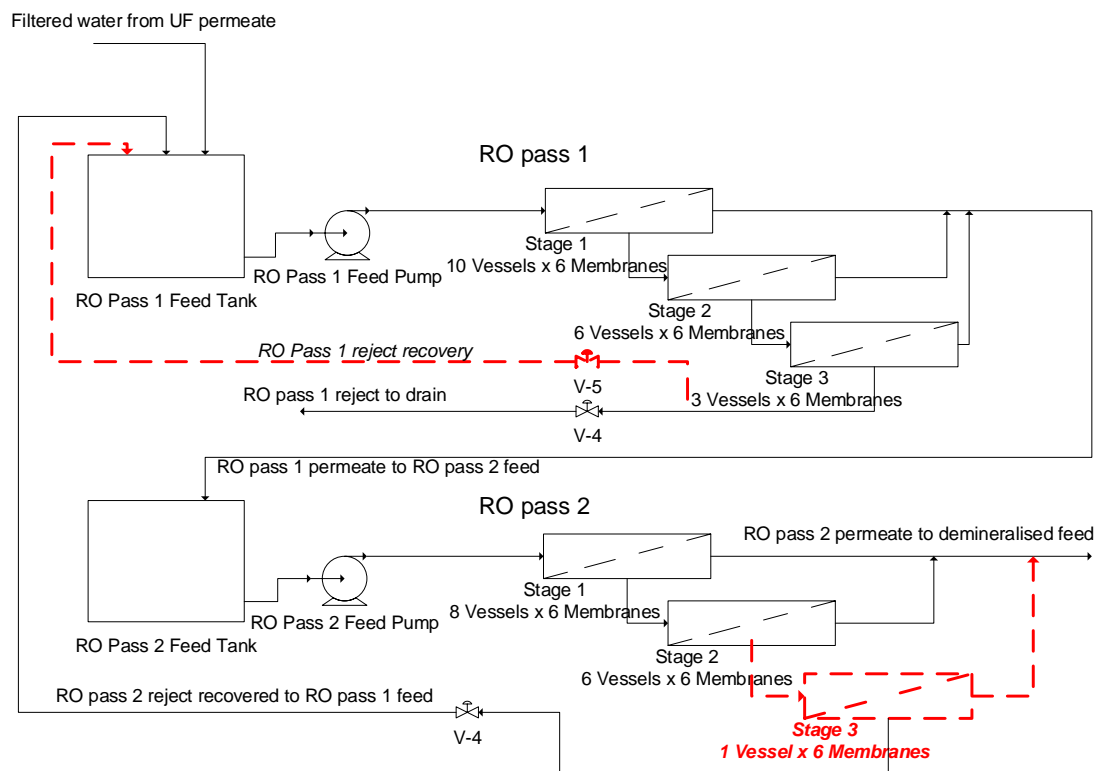 Filtered water from UF permeate
RO pass 1
Stage 1
10 Vessels x 6 Membranes
RO Pass 1 Feed Pump
RO Pass 1 Feed Tank
Stage 2
6 Vessels x 6 Membranes
RO Pass 1 reject recovery
Stage 3
3 Vessels x 6 Membranes
V-5
RO pass 1 reject to drain
V-4
RO pass 1 permeate to RO pass 2 feed
RO pass 2
RO pass 2 permeate to demineralised feed
Stage 1
8 Vessels x 6 Membranes
RO Pass 2 Feed Pump
RO Pass 2 Feed Tank
Stage 2
6 Vessels x 6 Membranes
RO pass 2 reject recovered to RO pass 1 feed
V-4
Stage 3
1 Vessel x 6 Membranes